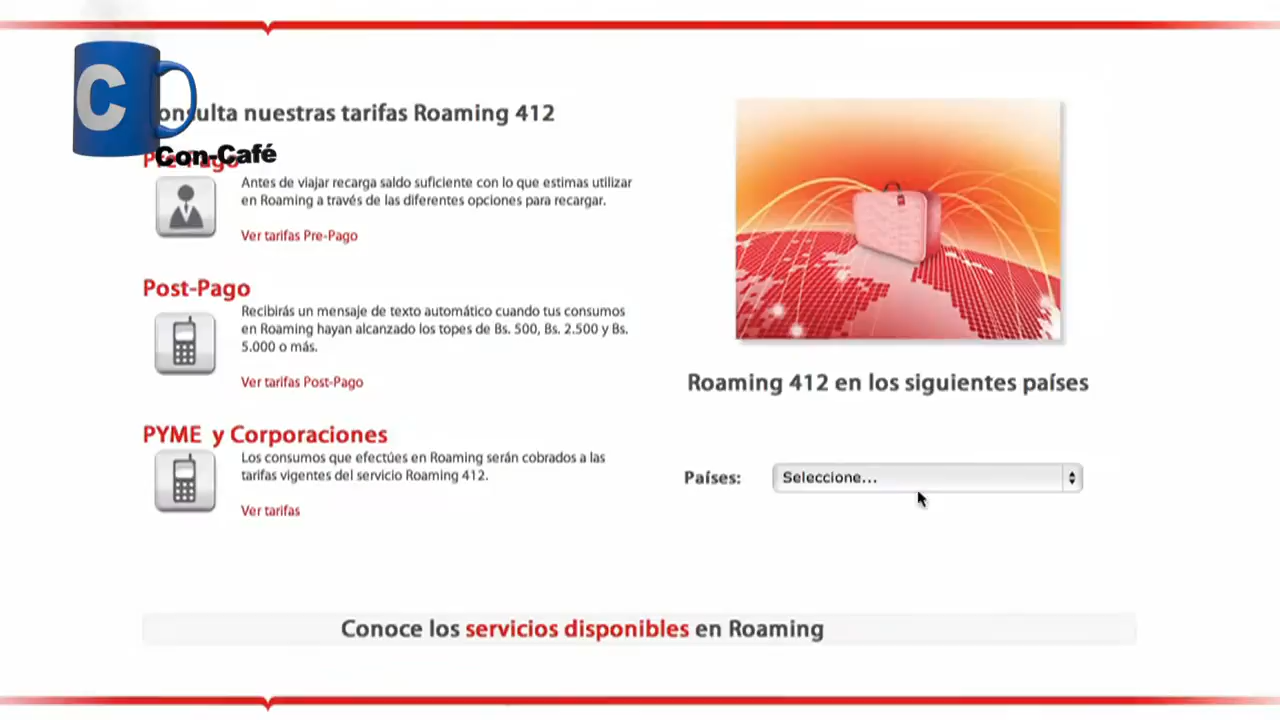 C
onsulta nuestras tarifas Roaming 412
Con-Café
Antes de viajar recarga saldo suficiente con lo que estimas utilizar
en Roaming a través de las diferentes opciones para recargar.
Ver tarifas Pre-Pago
Post-Pago
Recibirás un mensaje de texto automático cuando tus consumos
en Roaming hayan alcanzado los topes de Bs. 500, Bs. 2.500 y Bs.
5.000 o más.
Ver tarifas Post-Pago
PYME y Corporaciones
Los consumos que efectúes en Roaming serán cobrados a las
tarifas vigentes del servicio Roaming 412.
Ver tarifas
Roaming 412 en los siguientes países
Países: Seleccione...
Conoce los servicios disponibles en Roaming